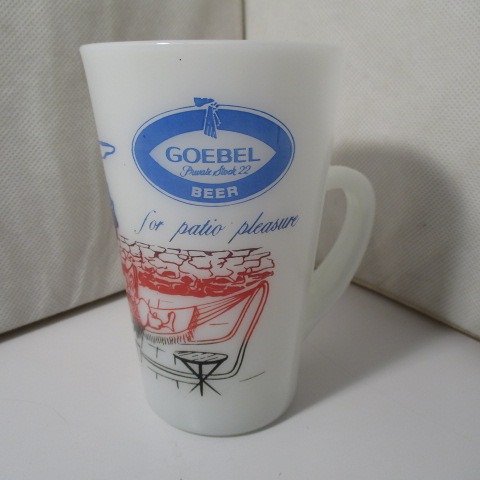 GOEBEL
Private Stock 22
BEER
for patio pleasure